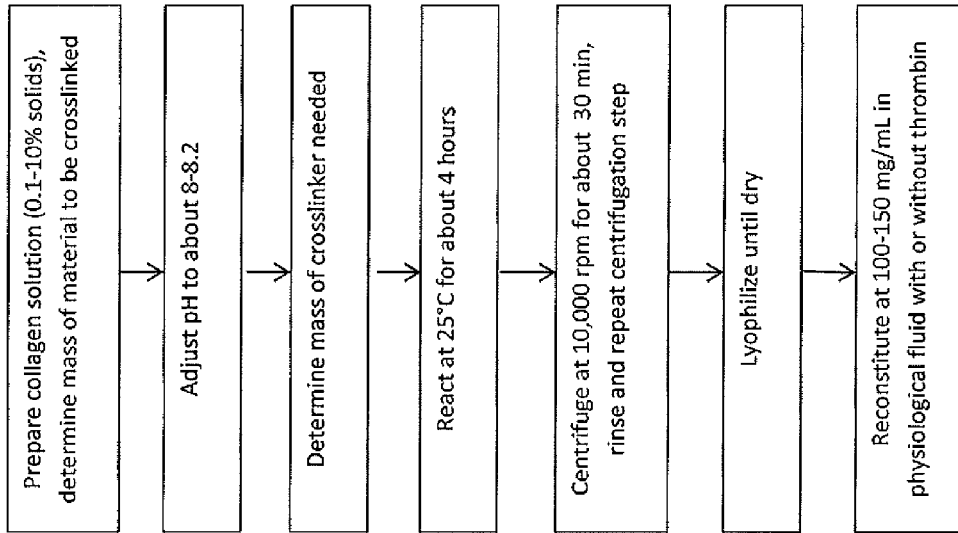 Prepare collagen solution (0.1-10% solids),
determine mass of material to be crosslinked
Adjust pH to about 8-8.2
Determine mass of crosslinker needed
React at 25°C for about 4 hours
Centrifuge at 10,000 rpm for about 30 min,
rinse and repeat centrifugation step
Lyophilize until dry
Reconstitute at 100-150 mg/mL in
physiological fluid with or without thrombin